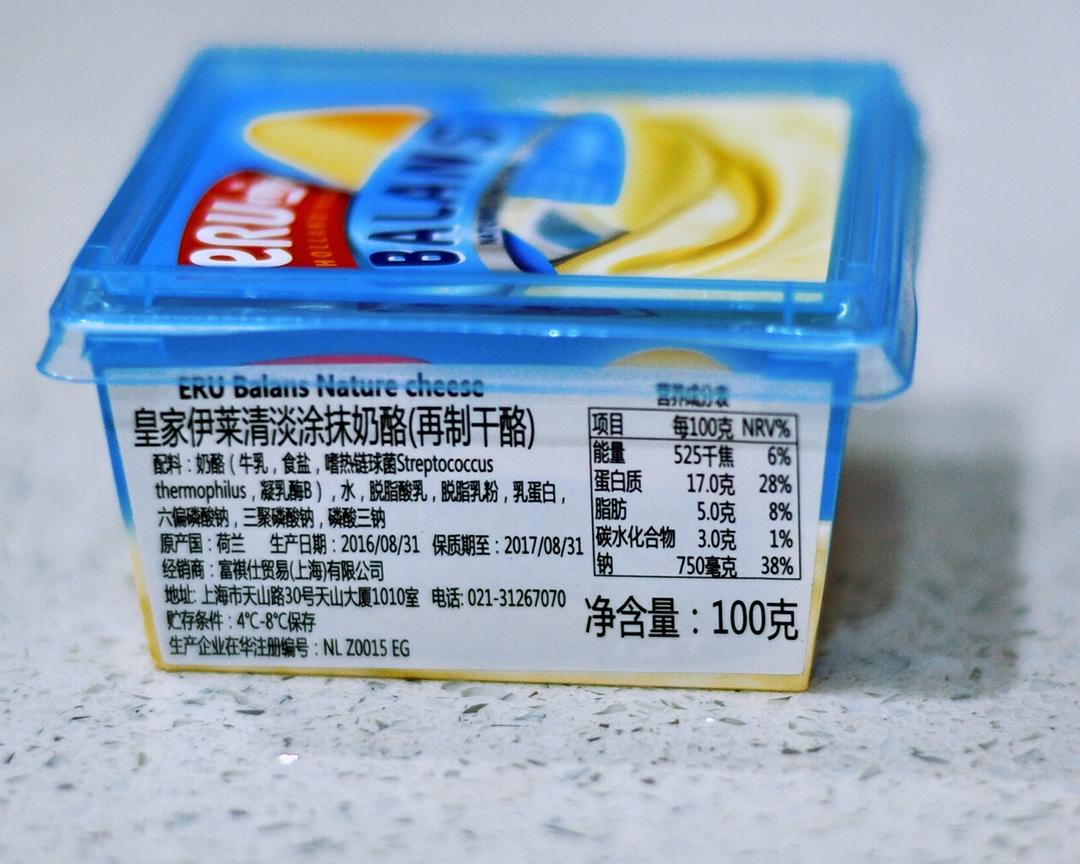 eRU
HOLLAND
BALANS
ERU Balans Nature cheese
皇家伊莱清淡涂抹奶酪(再制干酪)
配料：奶酪（牛乳，食盐，嗜热链球菌Streptococcus
thermophilus，凝乳酶B），水，脱脂酸乳，脱脂乳粉，乳蛋白，
六偏磷酸钠，三聚磷酸钠，磷酸三钠
原产国：荷兰 生产日期：2016/08/31 保质期至：2017/08/31
经销商：富祺仕贸易(上海)有限公司
地址: 上海市天山路30号天山大厦1010室 电话: 021-31267070
贮存条件：4℃-8℃保存
生产企业在华注册编号：NL Z0015 EG
营养成分表
项目 每100克 NRV%
能量 525千焦 6%
蛋白质 17.0克 28%
脂肪 5.0克 8%
碳水化合物 3.0克 1%
钠 750毫克 38%
净含量：100克